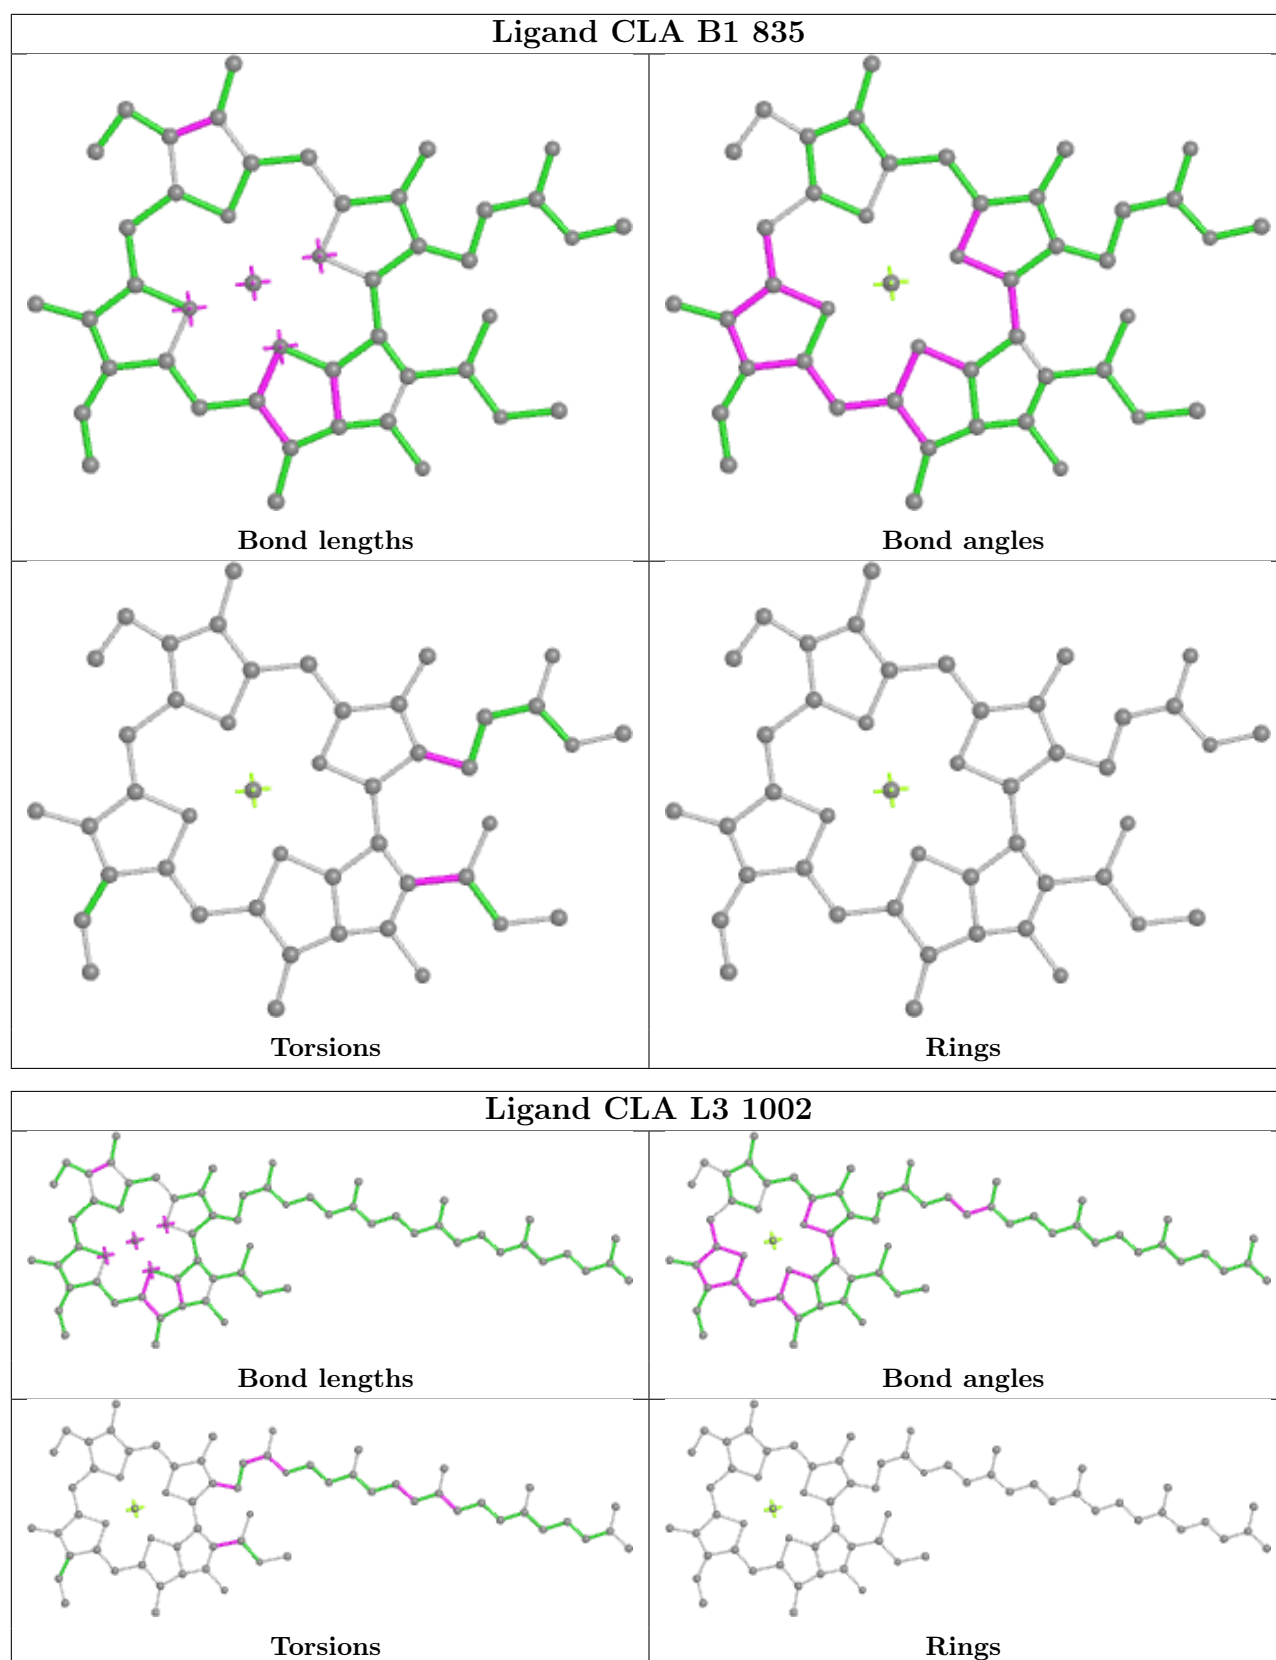 Ligand CLA B1 835
Bond lengths
Bond angles
Torsions
Rings
Ligand CLA L3 1002
Bond lengths
Bond angles
Torsions
Rings